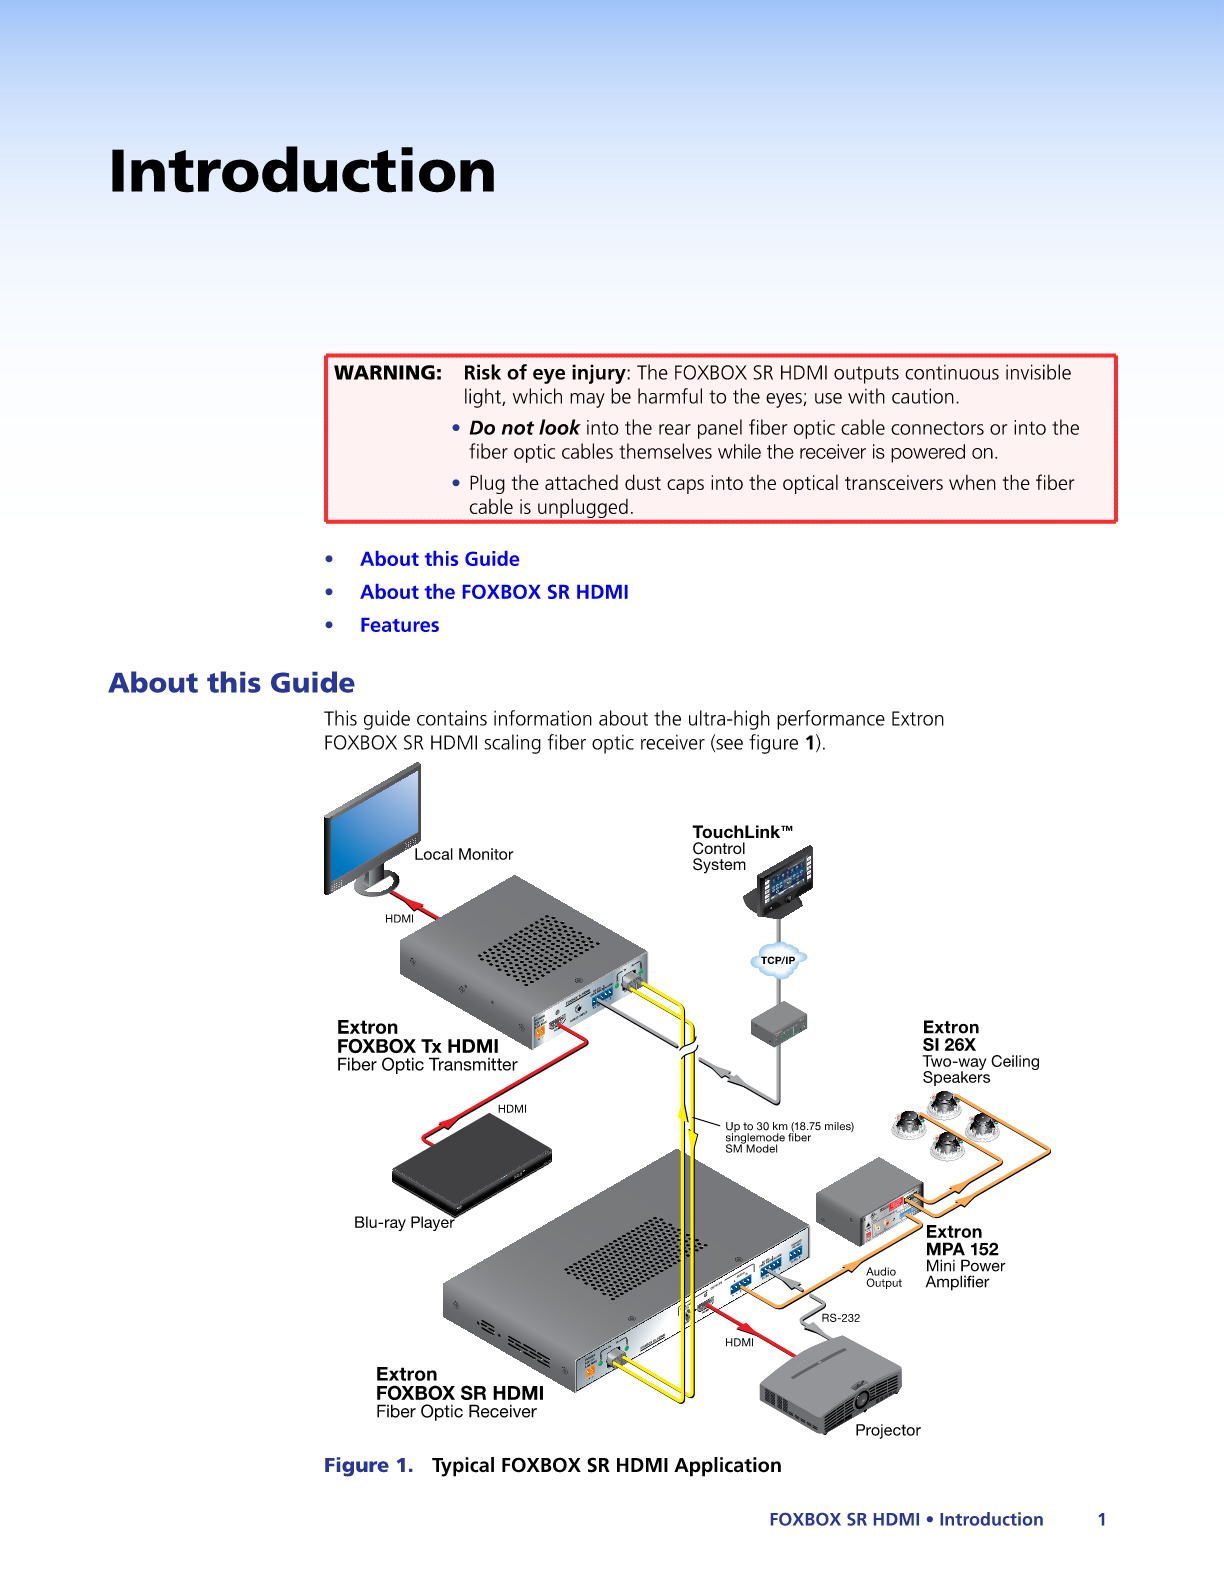 Introduction
WARNING: Risk of eye injury: The FOXBOX SR HDMI outputs continuous invisible
light, which may be harmful to the eyes; use with caution.
• Do not look into the rear panel fiber optic cable connectors or into the
fiber optic cables themselves while the receiver is powered on.
• Plug the attached dust caps into the optical transceivers when the fiber
cable is unplugged.
• About this Guide
• About the FOXBOX SR HDMI
• Features
About this Guide
This guide contains information about the ultra-high performance Extron
FOXBOX SR HDMI scaling fiber optic receiver (see figure 1).
Local Monitor
TouchLink™
Control
System
HDMI
TCP/IP
Extron
FOXBOX Tx HDMI
Fiber Optic Transmitter
Extron
SI 26X
Two-way Ceiling
Speakers
HDMI
Up to 30 km (18.75 miles)
singlemode fiber
SM Model
Blu-ray Player
Extron
MPA 152
Mini Power
Amplifier
Audio
Output
RS-232
HDMI
Extron
FOXBOX SR HDMI
Fiber Optic Receiver
Projector
Figure 1. Typical FOXBOX SR HDMI Application
FOXBOX SR HDMI • Introduction 1